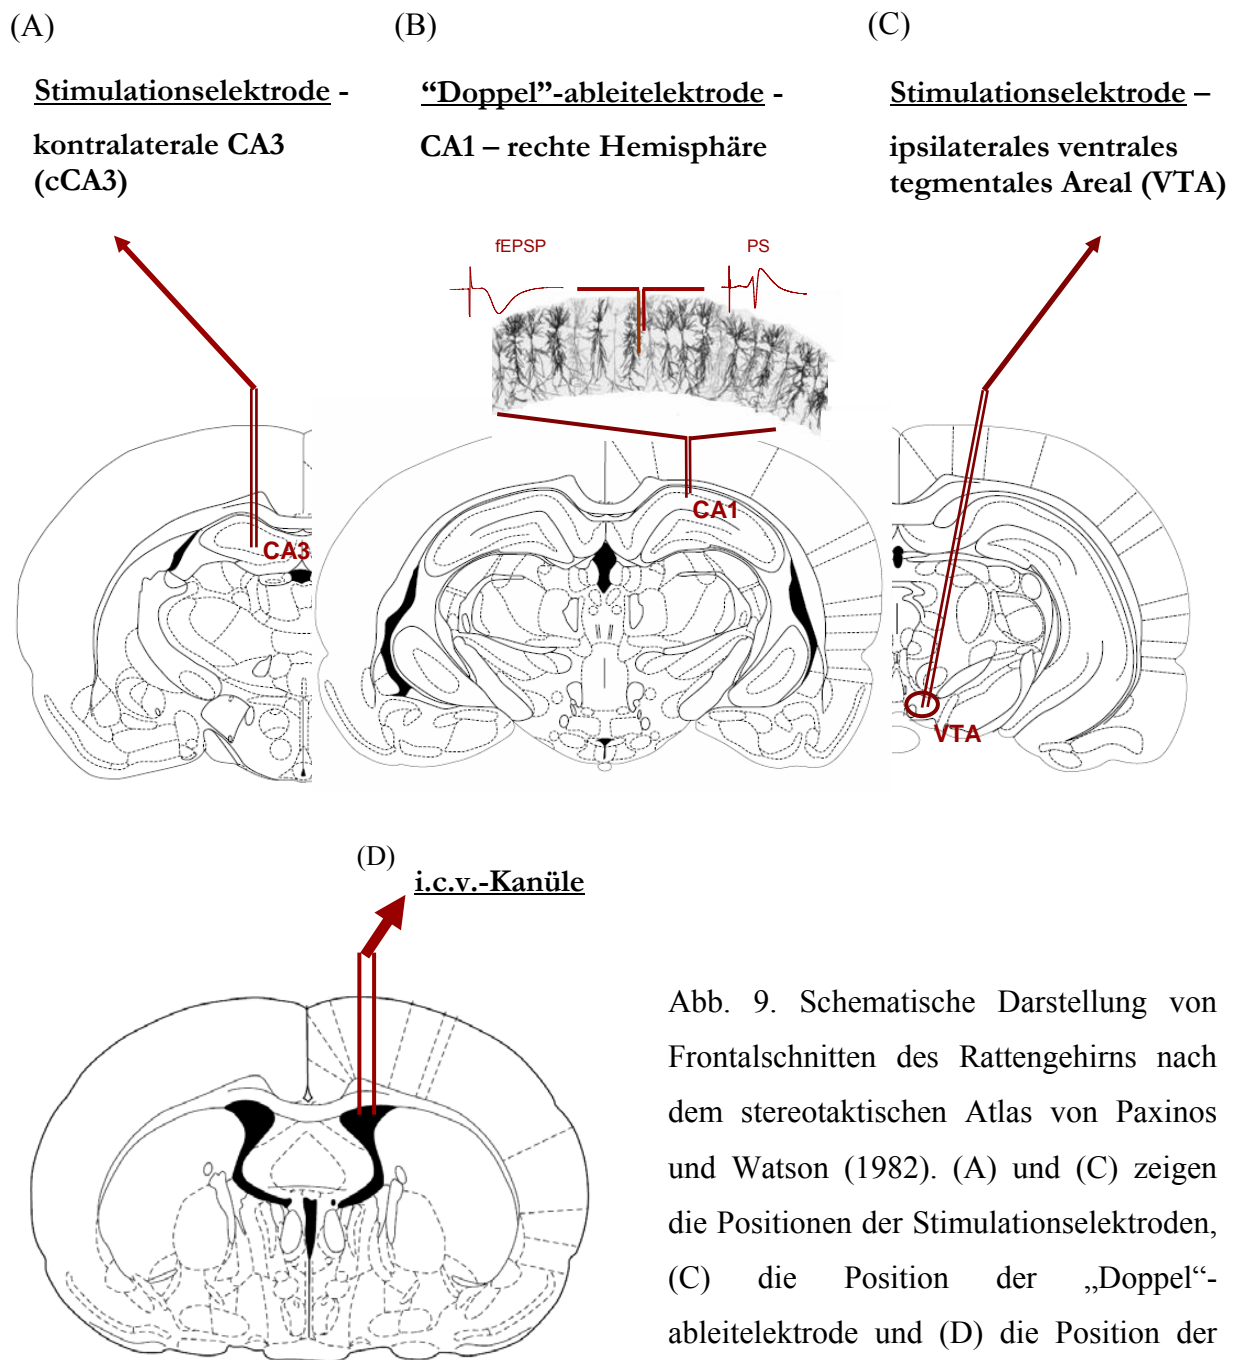 (A)
Stimulationselektrode -
kontralaterale CA3
(cCA3)
(B)
“Doppel”-ableitelektrode -
CA1 – rechte Hemisphäre
(C)
Stimulationselektrode –
ipsilaterales ventrales
tegmentales Areal (VTA)
fEPSP
PS
CA3
CA1
VTA
(D)
i.c.v.-Kanüle
Abb. 9. Schematische Darstellung von
Frontalschnitten des Rattengehirns nach
dem stereotaktischen Atlas von Paxinos
und Watson (1982). (A) und (C) zeigen
die Positionen der Stimulationselektroden,
(C) die Position der „Doppel“-
ableitelektrode und (D) die Position der